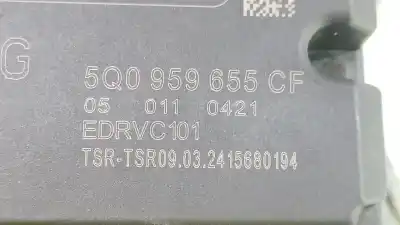 G
5Q0 959 655 CF
05 011 0421
EDRVC101
TSR-TSR09.03.2415680194